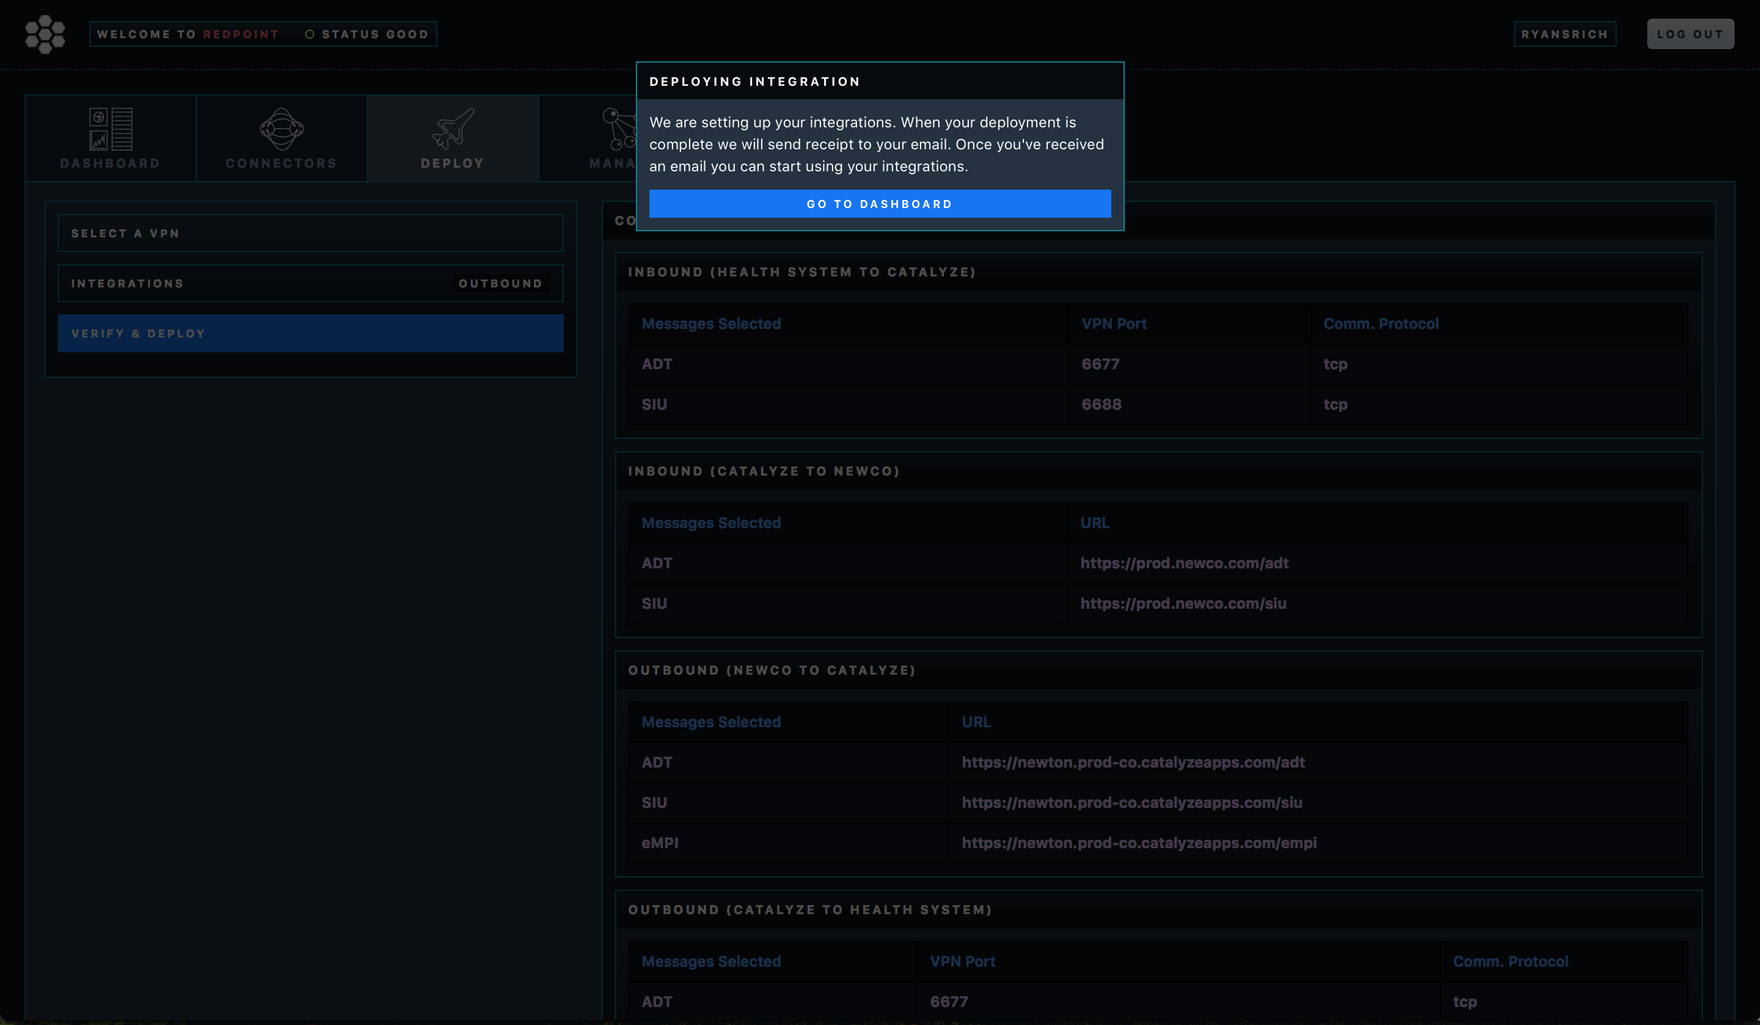 WELCOME TO REDPOINT STATUS GOOD
RYANSRICH
LOG OUT
DEPLOYING INTEGRATION
We are setting up your integrations. When your deployment is
complete we will send receipt to your email. Once you've received
an email you can start using your integrations.
GO TO DASHBOARD
DASHBOARD
CONNECTORS
DEPLOY
MANA
SELECT A VPN
INTEGRATIONS OUTBOUND
VERIFY & DEPLOY
CO
INBOUND (HEALTH SYSTEM TO CATALYZE)
Messages Selected VPN Port Comm. Protocol
ADT 6677 tcp
SIU 6688 tcp
INBOUND (CATALYZE TO NEWCO)
Messages Selected URL
ADT https://prod.newco.com/adt
SIU https://prod.newco.com/siu
OUTBOUND (NEWCO TO CATALYZE)
Messages Selected URL
ADT https://newton.prod-co.catalyzeapps.com/adt
SIU https://newton.prod-co.catalyzeapps.com/siu
eMPI https://newton.prod-co.catalyzeapps.com/empi
OUTBOUND (CATALYZE TO HEALTH SYSTEM)
Messages Selected VPN Port Comm. Protocol
ADT 6677 tcp